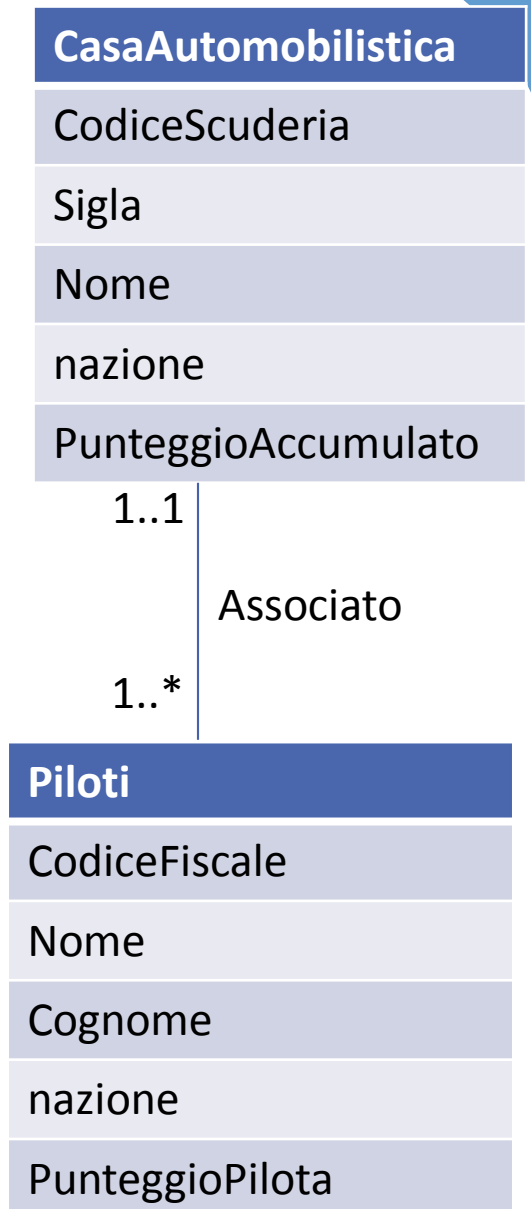 CasaAutomobilistica
CodiceScuderia
Sigla
Nome
nazione
PunteggioAccumulato
1..1
Associato
1..*
Piloti
CodiceFiscale
Nome
Cognome
nazione
PunteggioPilota